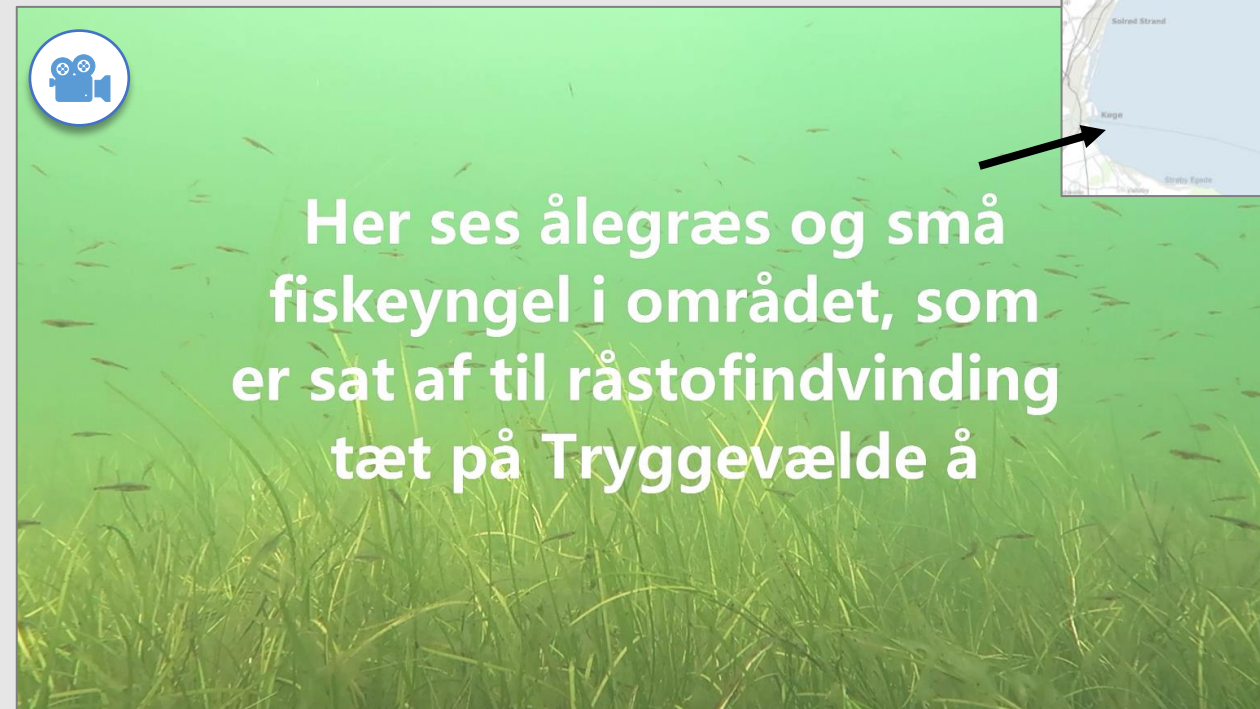 Solrød Strand
Køge
Strøby Egede
Her ses ålegræs og små
fiskeyngel i området, som
er sat af til råstofindvinding
tæt på Tryggevælde å